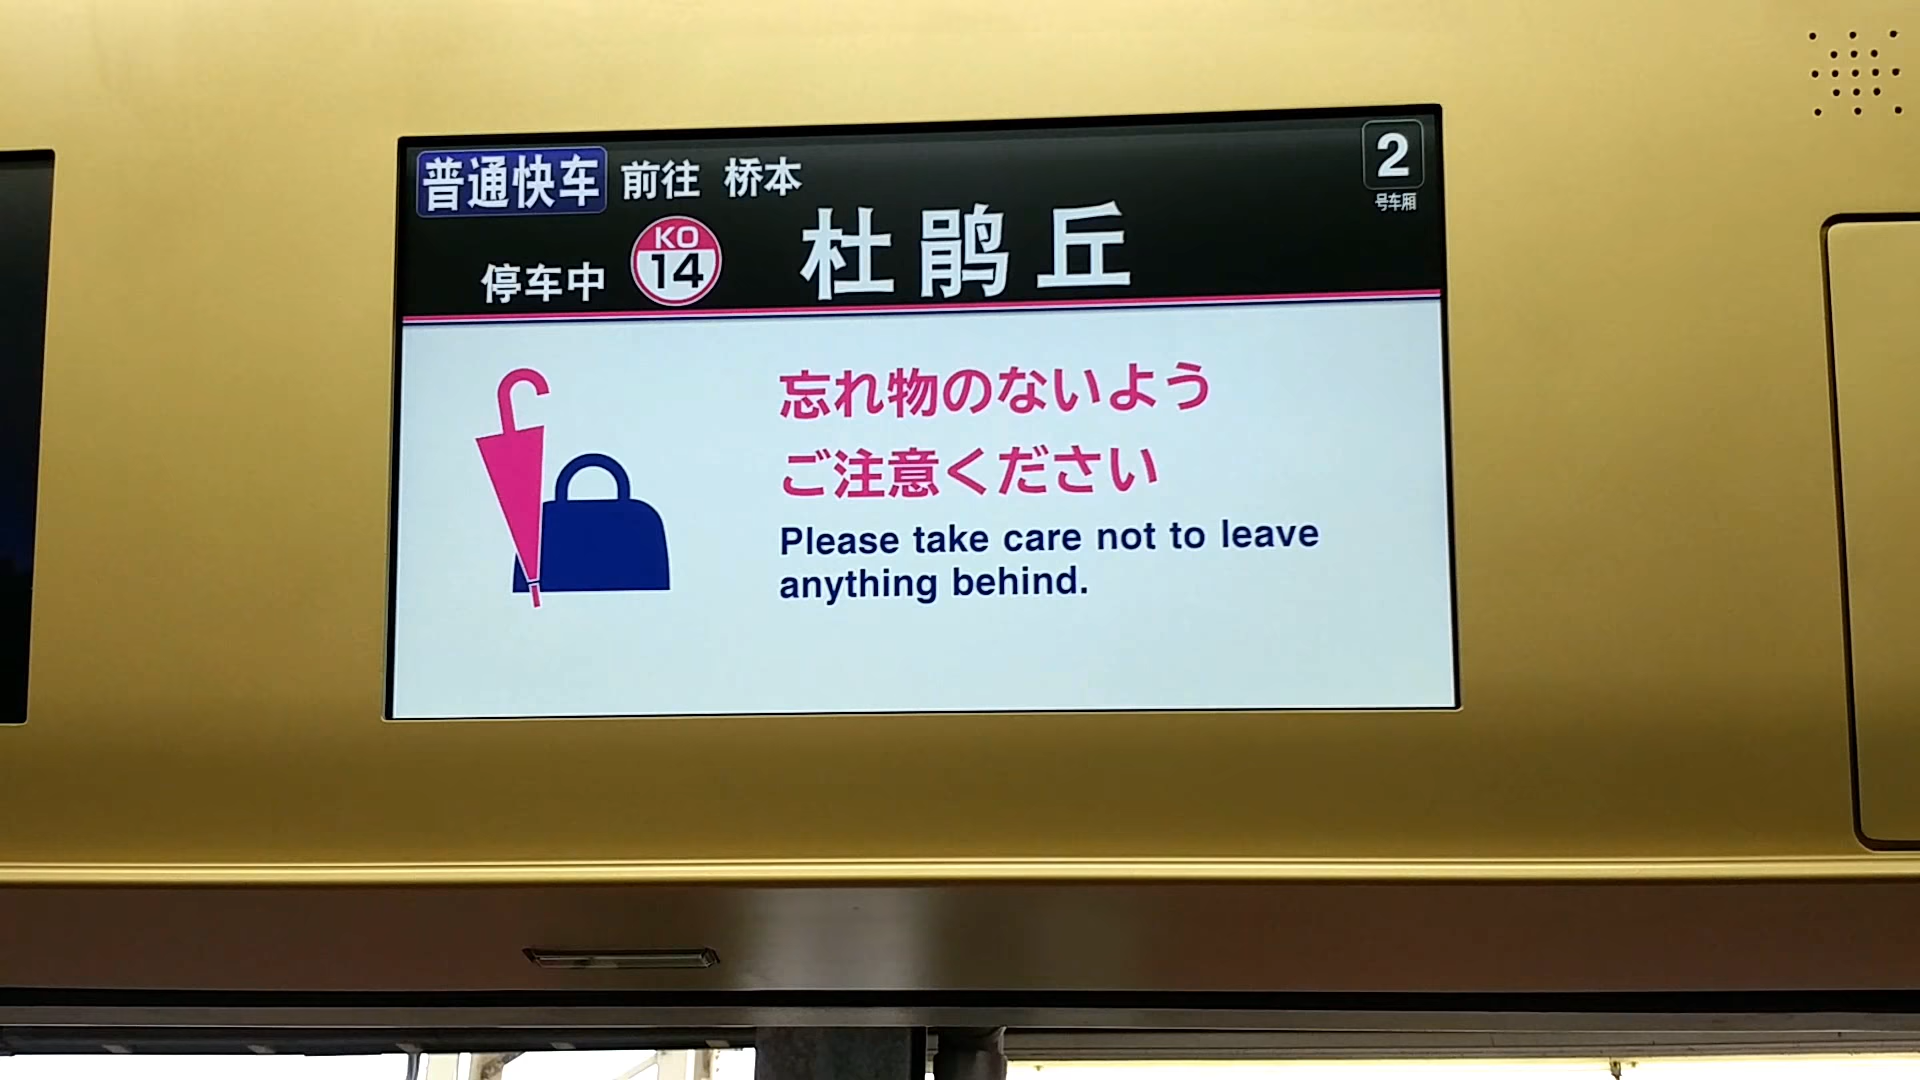 普通快车 前往 桥本
2
号车厢
停车中 KO 14 杜鹃丘
忘れ物のないよう
ご注意ください
Please take care not to leave
anything behind.